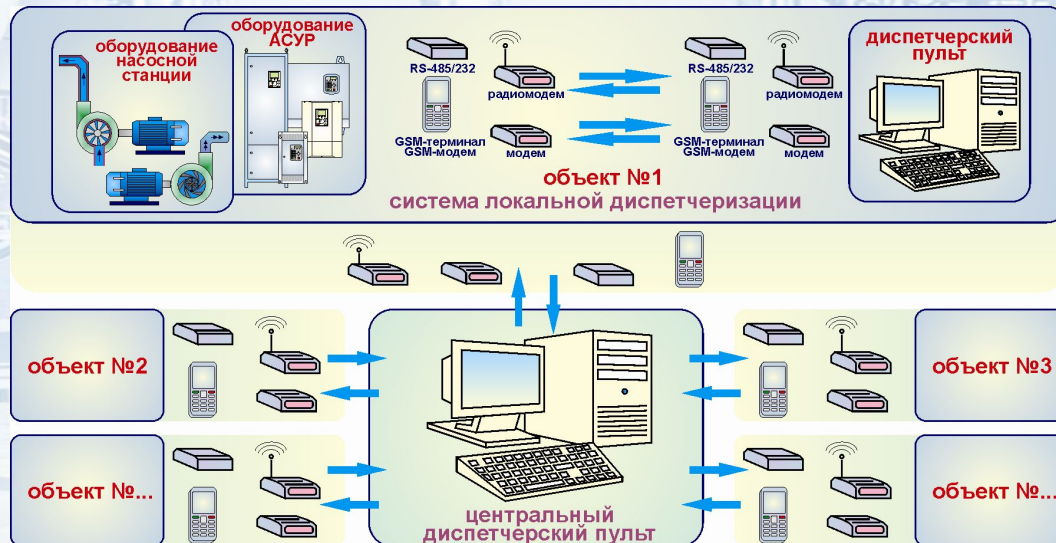 оборудование
насосной
станции
оборудование
АСУР
RS-485/232
радиомодем
GSM-терминал
GSM-модем
модем
RS-485/232
радиомодем
GSM-терминал
GSM-модем
модем
диспетчерский
пульт
объект №1
система локальной диспетчеризации
объект №2
объект №3
объект №...
объект №...
центральный
диспетчерский пульт